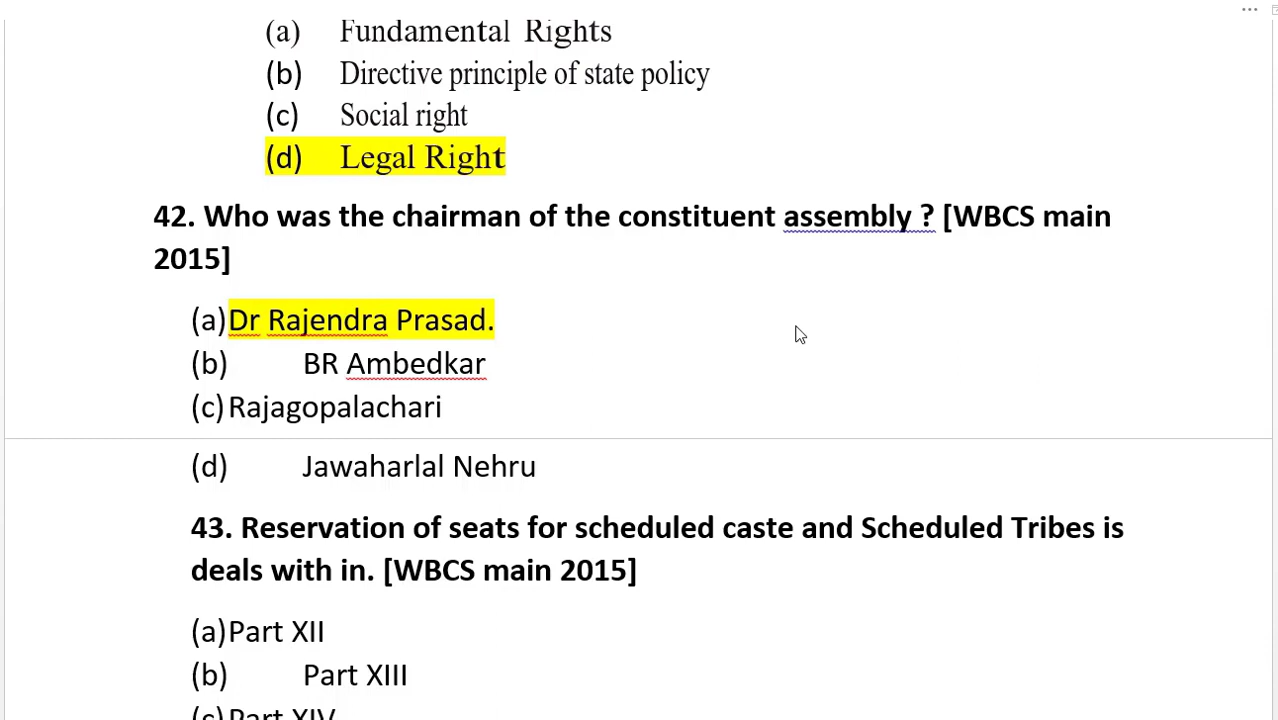 (a) Fundamental Rights
(b) Directive principle of state policy
(c) Social right
(d) Legal Right
42. Who was the chairman of the constituent assembly ? [WBCS main
2015]
(a) Dr Rajendra Prasad.
(b) BR Ambedkar
(c) Rajagopalachari
(d) Jawaharlal Nehru
43. Reservation of seats for scheduled caste and Scheduled Tribes is
deals with in. [WBCS main 2015]
(a) Part XII
(b) Part XIII
(c) Part XIV